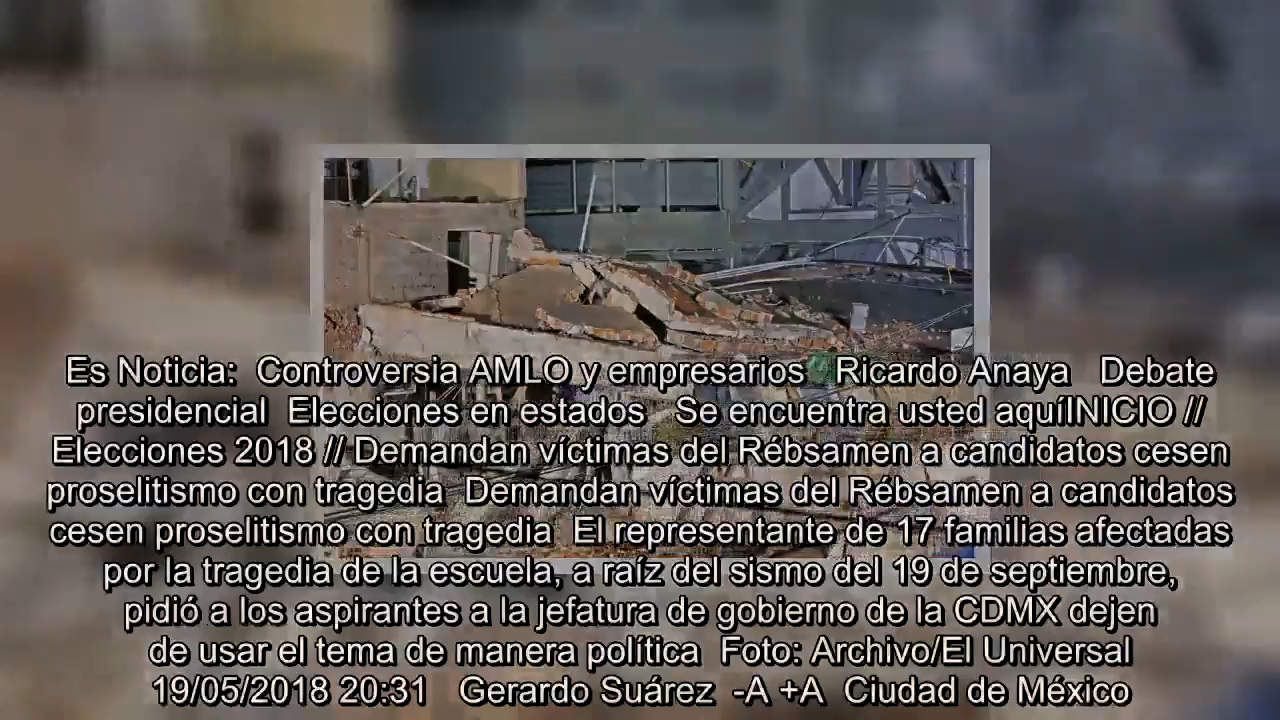 Es Noticia:  Controversia AMLO y empresarios   Ricardo Anaya   Debate
presidencial  Elecciones en estados   Se encuentra usted aquíINICIO //
Elecciones 2018 // Demandan víctimas del Rébsamen a candidatos cesen
proselitismo con tragedia  Demandan víctimas del Rébsamen a candidatos
cesen proselitismo con tragedia  El representante de 17 familias afectadas
por la tragedia de la escuela, a raíz del sismo del 19 de septiembre,
pidió a los aspirantes a la jefatura de gobierno de la CDMX dejen
de usar el tema de manera política  Foto: Archivo/El Universal
19/05/2018 20:31   Gerardo Suárez  -A +A  Ciudad de México